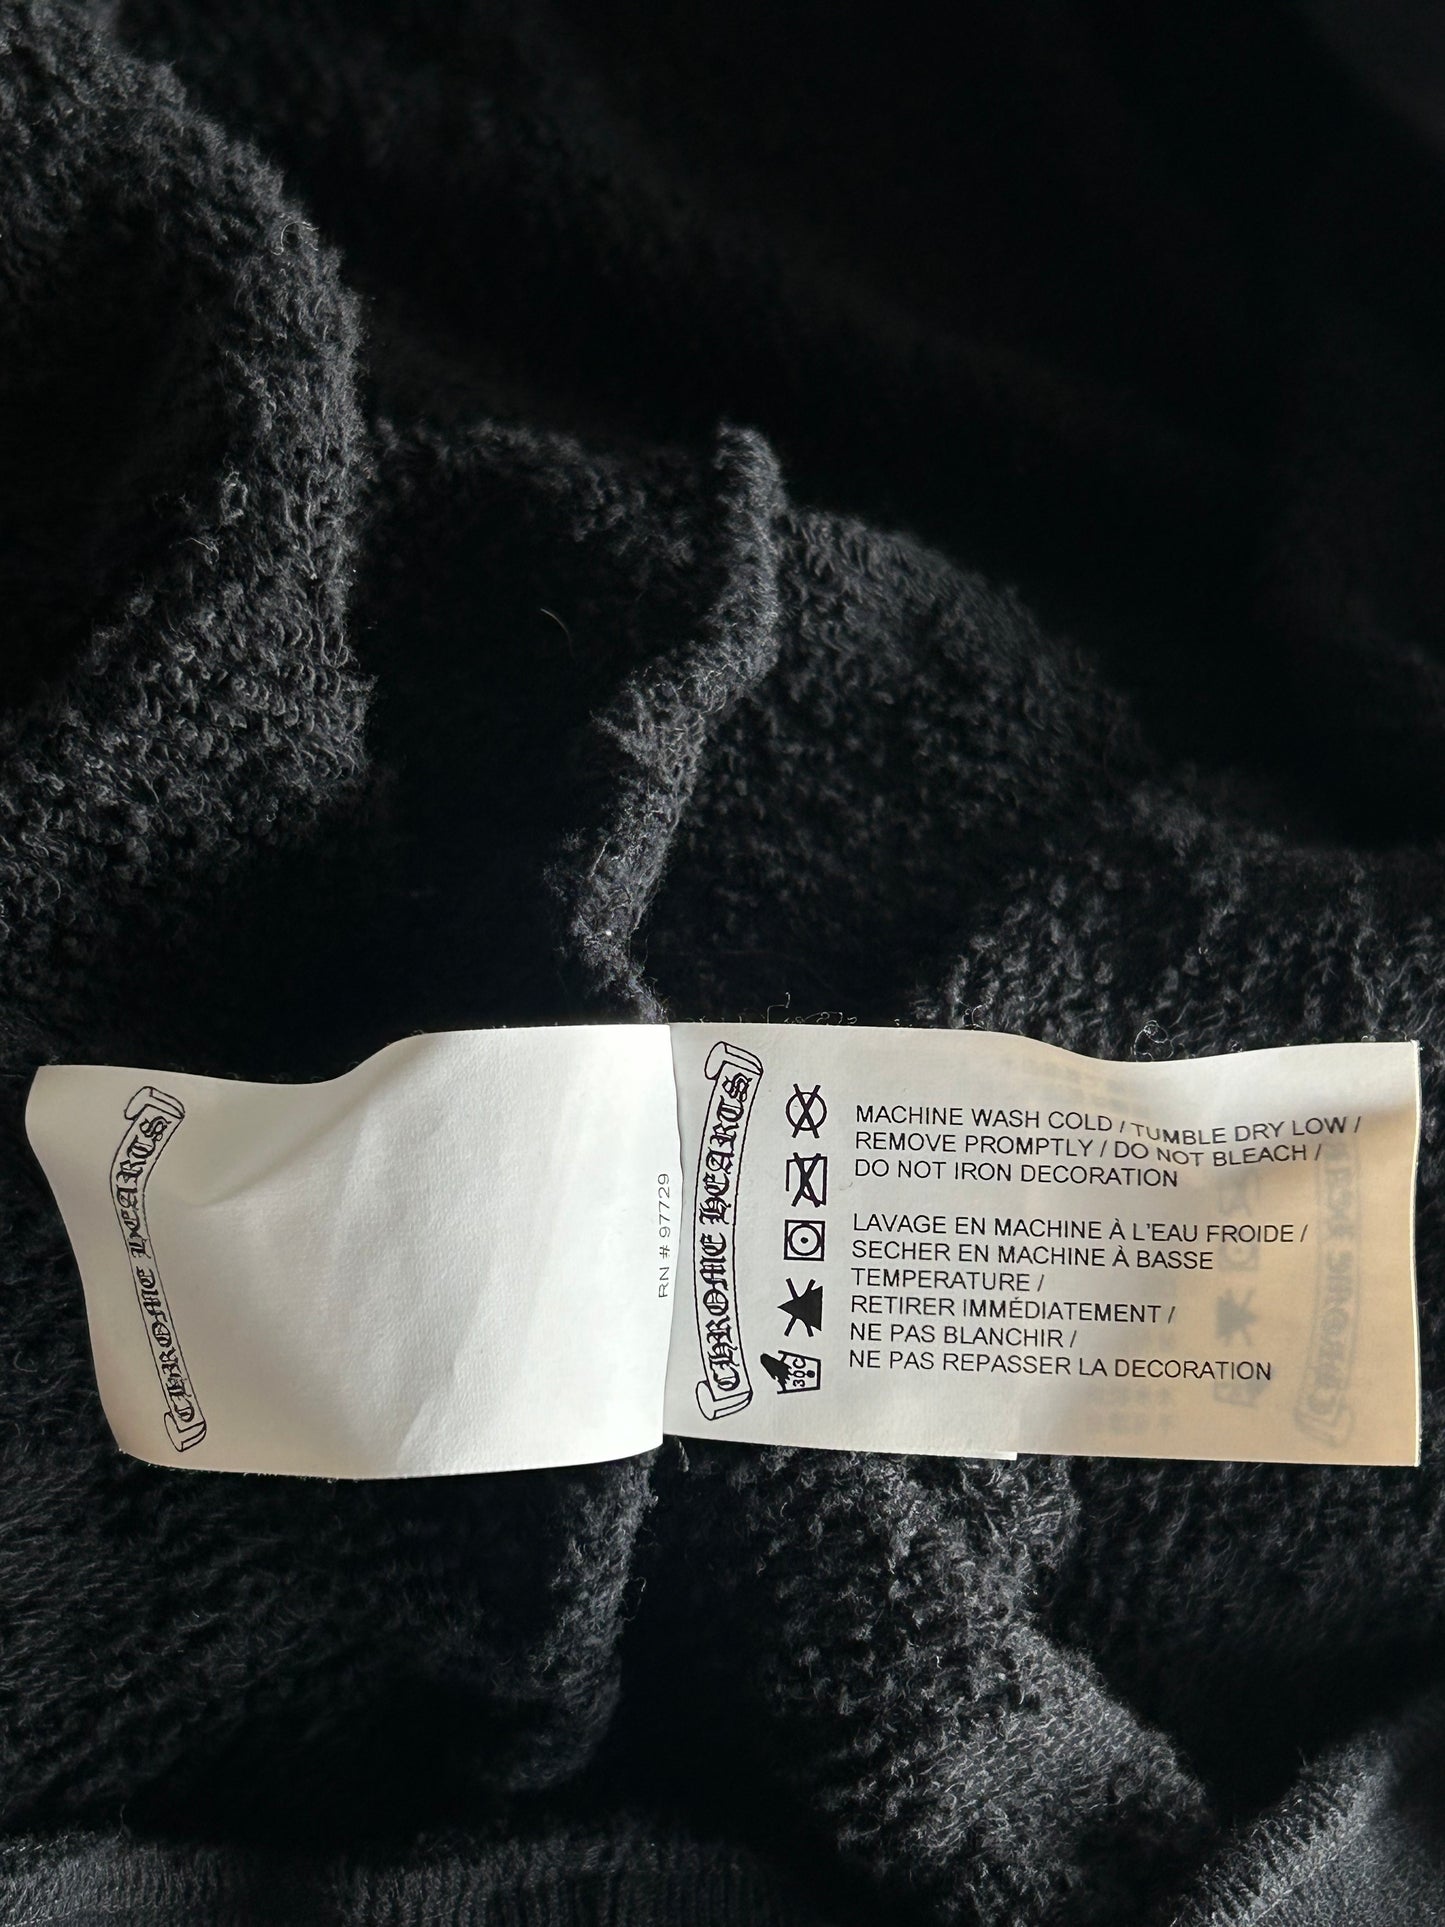 CHROME HEARTS
RN # 97729
CHROME HEARTS
MACHINE WASH COLD / TUMBLE DRY LOW /
REMOVE PROMPTLY / DO NOT BLEACH /
DO NOT IRON DECORATION
LAVAGE EN MACHINE À L'EAU FROIDE /
SECHER EN MACHINE À BASSE
TEMPERATURE /
RETIRER IMMÉDIATEMENT /
NE PAS BLANCHIR /
NE PAS REPASSER LA DECORATION
30C